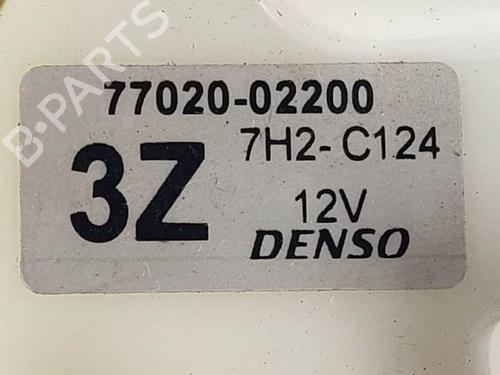 B-PARTS
77020-02200
7H2-C124
3Z
12V
DENSO